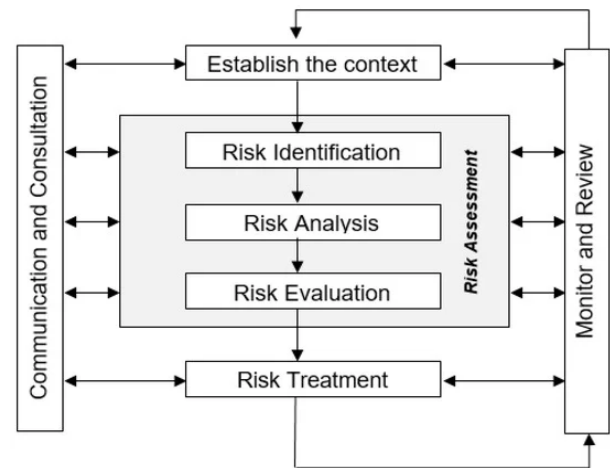 Establish the context
Communication and Consultation
Risk Identification
Risk Analysis
Risk Evaluation
Risk Assessment
Monitor and Review
Risk Treatment